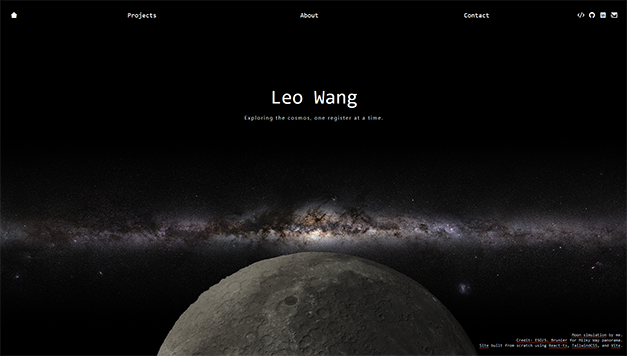 Projects About Contact
Leo Wang
Exploring the cosmos, one register at a time.
Moon simulation by me.
Credit: ESO/S. Brunier for Milky Way panorama.
Site built from scratch using React-ts, TailwindCSS, and Vite.